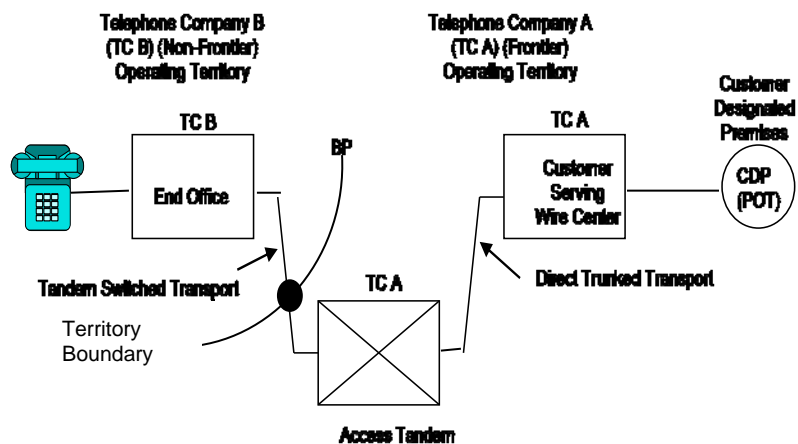 Telephone Company B
(TC B) (Non-Frontier)
Operating Territory
Telephone Company A
(TC A) (Frontier)
Operating Territory
Customer
Designated
Premises
TC B
BP
TC A
End Office
Customer
Serving
Wire Center
CDP
(POT)
Tandem Switched Transport
TC A
Direct Trunked Transport
Territory
Boundary
Access Tandem